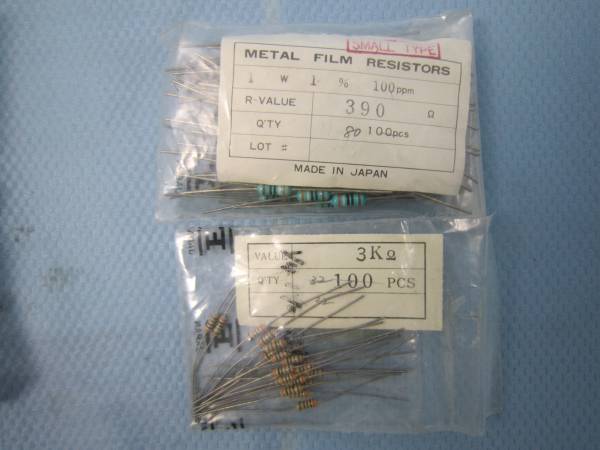 SMALL TYPE
METAL FILM RESISTORS
1 W 1 % 100ppm
R-VALUE 390 Ω
Q'TY 80 100pcs
LOT #
MADE IN JAPAN
VALUE 3KΩ
Q'TY 32 100 PCS